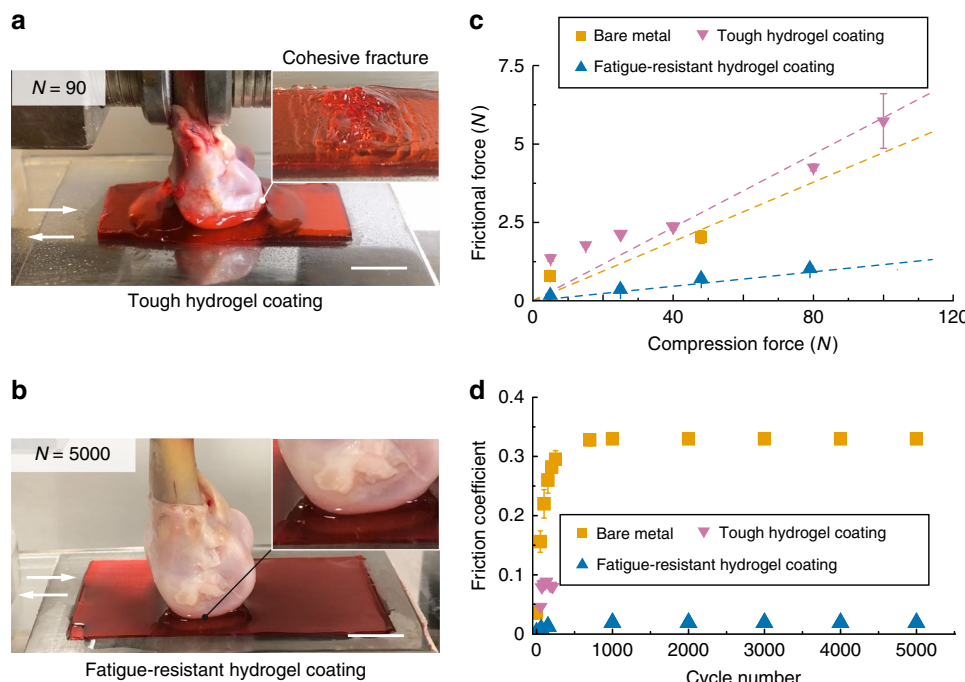 a
N = 90
Cohesive fracture
Tough hydrogel coating
b
N = 5000
Fatigue-resistant hydrogel coating
c
Bare metal
Tough hydrogel coating
Fatigue-resistant hydrogel coating
7.5
5
2.5
0
Frictional force (N)
0 40 80 120
Compression force (N)
d
0.4
0.3
0.2
0.1
0
Friction coefficient
Bare metal
Tough hydrogel coating
Fatigue-resistant hydrogel coating
0 1000 2000 3000 4000 5000
Cycle number